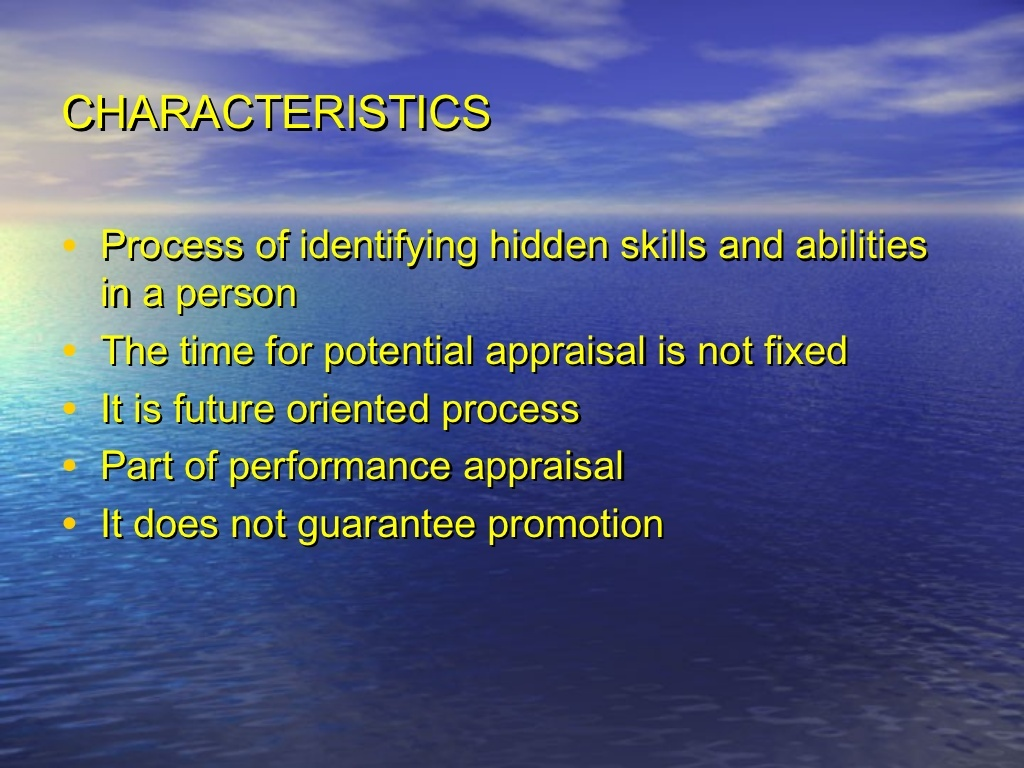 CHARACTERISTICS
• Process of identifying hidden skills and abilities
in a person
• The time for potential appraisal is not fixed
• It is future oriented process
• Part of performance appraisal
• It does not guarantee promotion